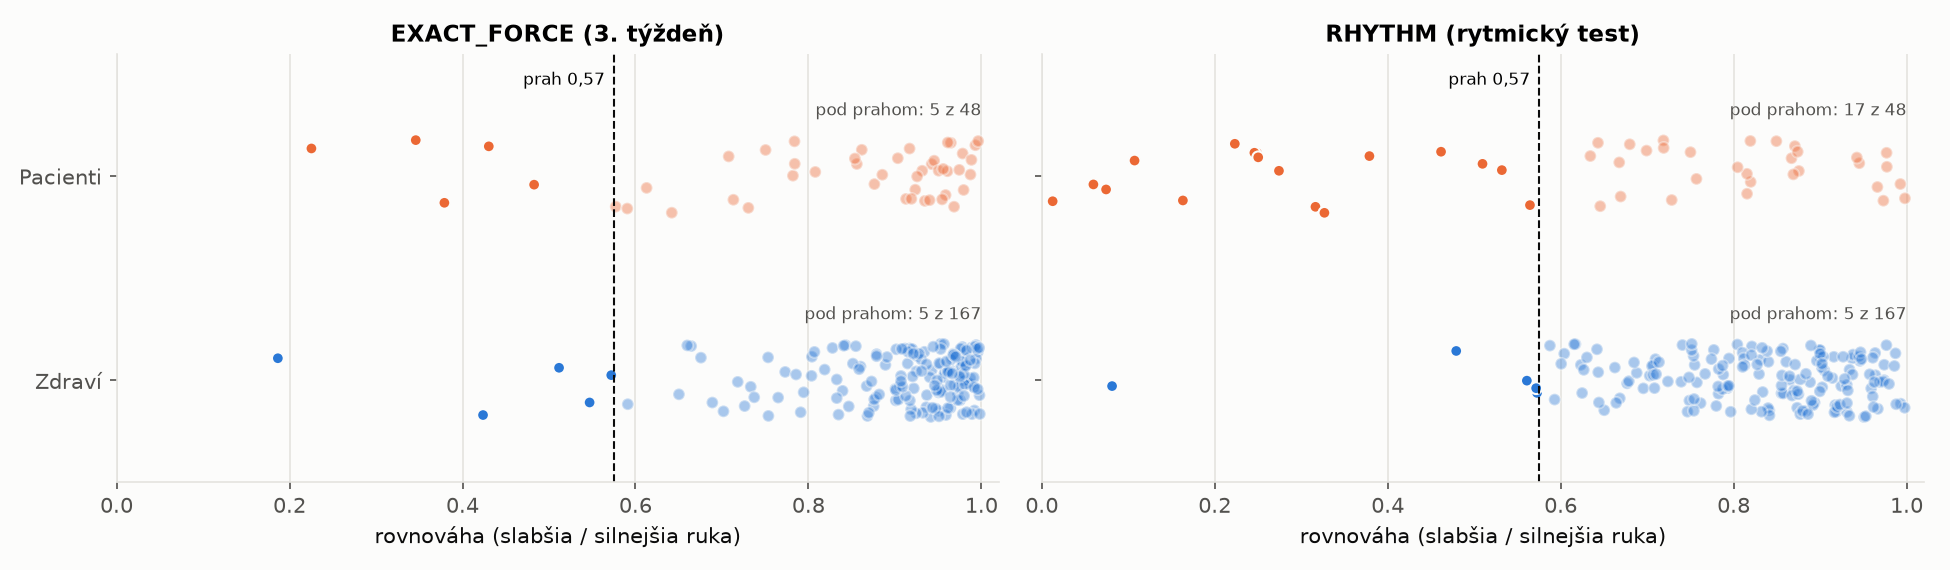 EXACT_FORCE (3. týždeň)
prah 0,57
pod prahom: 5 z 48
Pacienti
pod prahom: 5 z 167
Zdraví
0.0 0.2 0.4 0.6 0.8 1.0
rovnováha (slabšia / silnejšia ruka)
RHYTHM (rytmický test)
prah 0,57
pod prahom: 17 z 48
pod prahom: 5 z 167
0.0 0.2 0.4 0.6 0.8 1.0
rovnováha (slabšia / silnejšia ruka)